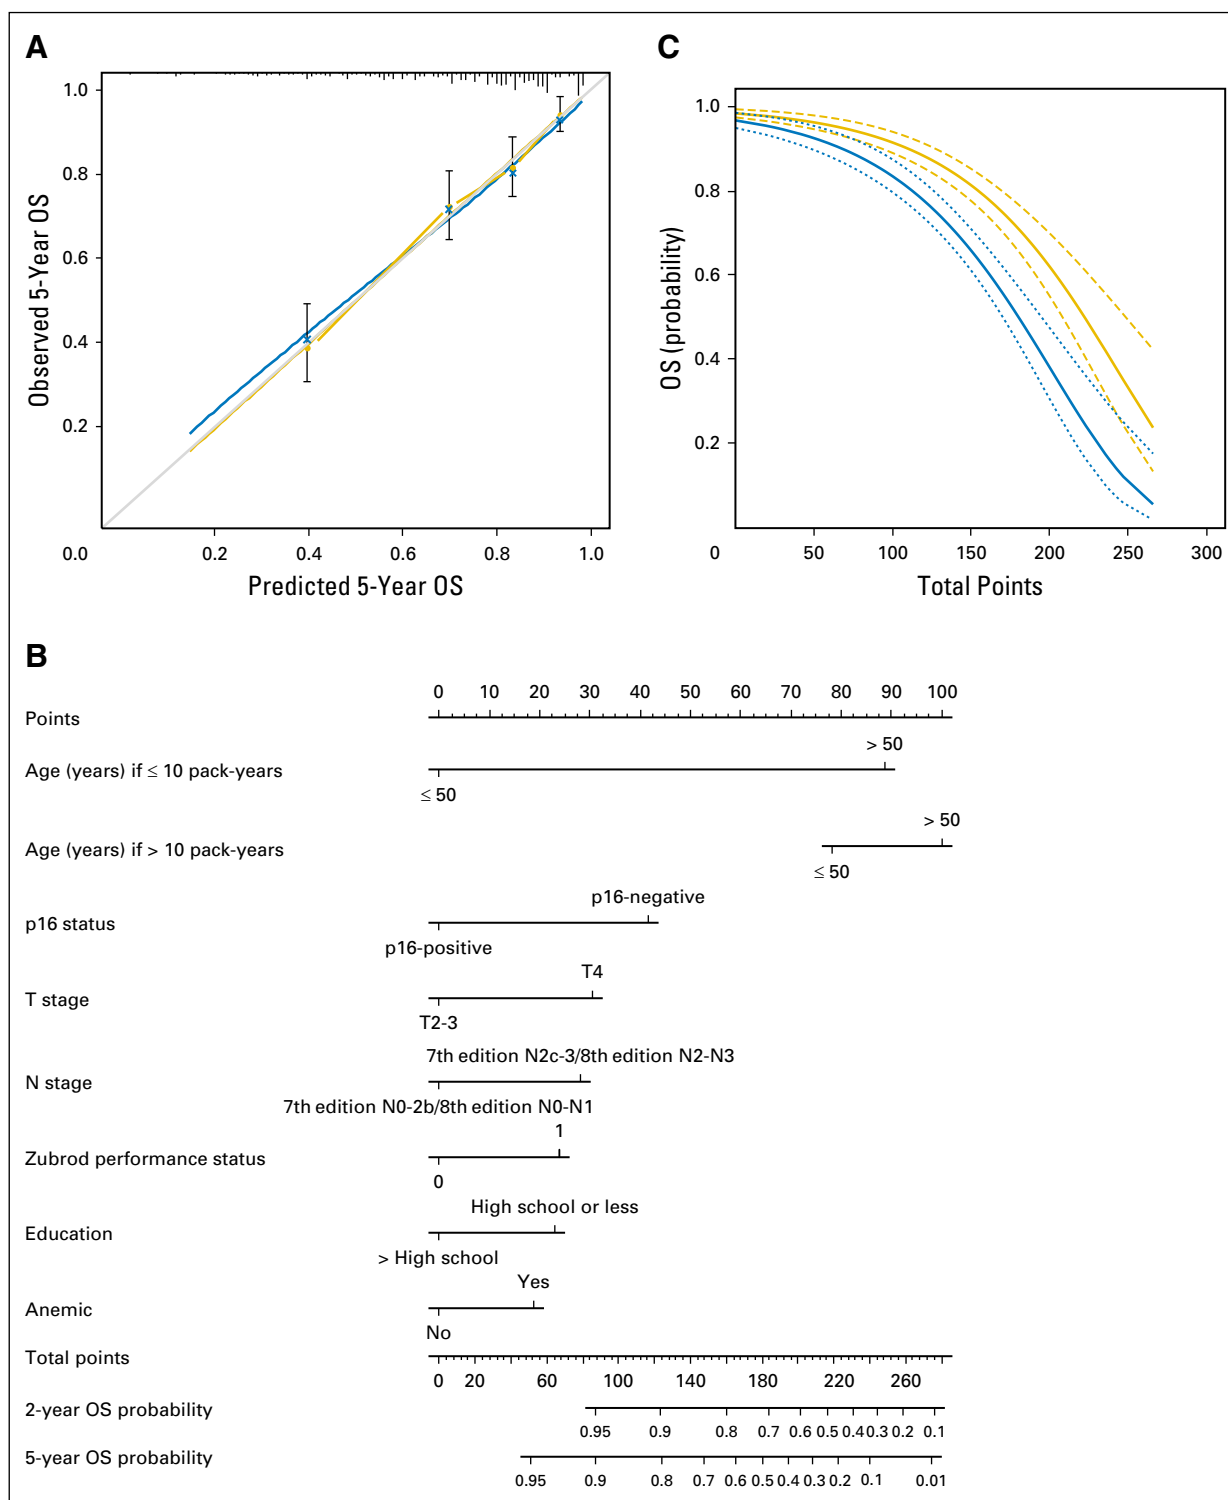 A
1.0
0.8
0.6
0.4
0.2
0.0 0.2 0.4 0.6 0.8 1.0
Observed 5-Year OS
Predicted 5-Year OS
C
1.0
0.8
0.6
0.4
0.2
0 50 100 150 200 250 300
OS (probability)
Total Points
B
0 10 20 30 40 50 60 70 80 90 100
Points
> 50
Age (years) if ≤ 10 pack-years
≤ 50
> 50
Age (years) if > 10 pack-years
≤ 50
p16-negative
p16 status
p16-positive
T4
T stage
T2-3
7th edition N2c-3/8th edition N2-N3
N stage
7th edition N0-2b/8th edition N0-N1
1
Zubrod performance status
0
High school or less
Education
> High school
Yes
Anemic
No
Total points
0 20 60 100 140 180 220 260
2-year OS probability
0.95 0.9 0.8 0.7 0.6 0.5 0.4 0.3 0.2 0.1
5-year OS probability
0.95 0.9 0.8 0.7 0.6 0.5 0.4 0.3 0.2 0.1 0.01